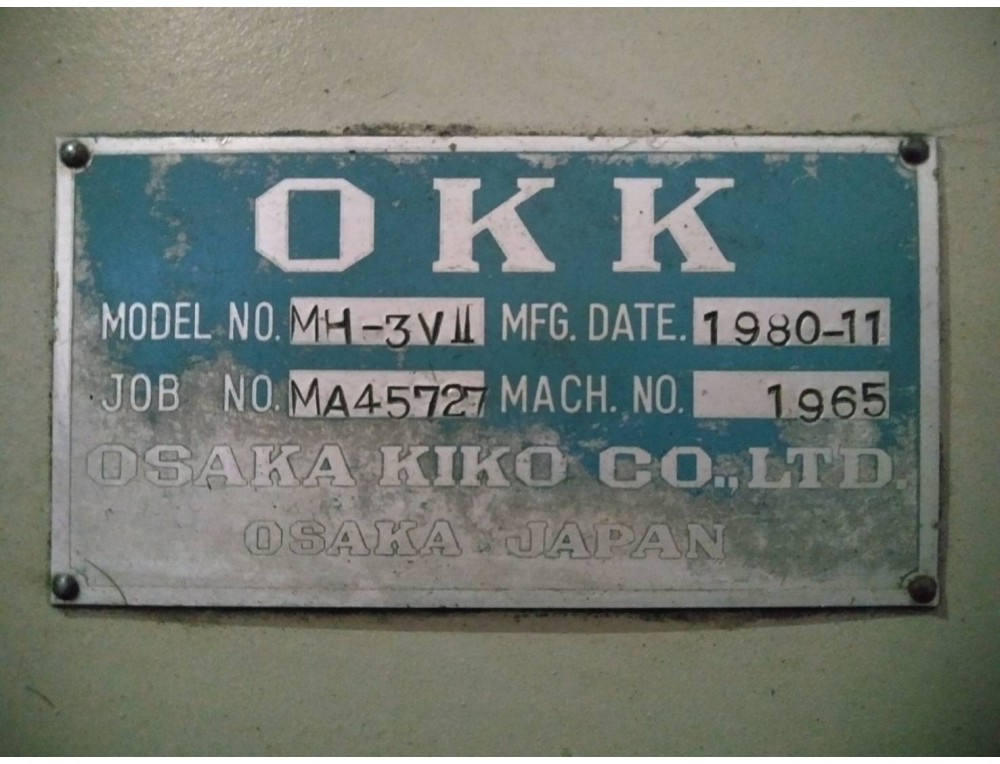 OKK
MODEL NO. MH-3VII MFG. DATE. 1980-11
JOB NO. MA45727 MACH. NO. 1965
OSAKA KIKO CO.,LTD.
OSAKA JAPAN